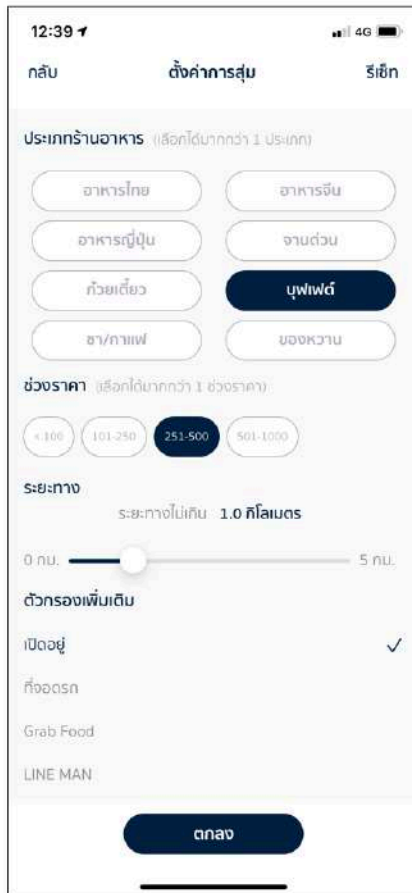 12:39 4G
กลับ ตั้งค่าการสุ่ม รีเซ็ท
ประเภทร้านอาหาร (เลือกได้มากกว่า 1 ประเภท)
อาหารไทย อาหารจีน
อาหารญี่ปุ่น จานด่วน
ก๋วยเตี๋ยว บุฟเฟต์
ชา/กาแฟ ของหวาน
ช่วงราคา (เลือกได้มากกว่า 1 ช่วงราคา)
<100 101-250 251-500 501-1000
ระยะทาง
ระยะทางไม่เกิน 1.0 กิโลเมตร
0 กม. 5 กม.
ตัวกรองเพิ่มเติม
เปิดอยู่
ที่จอดรถ
Grab Food
LINE MAN
ตกลง